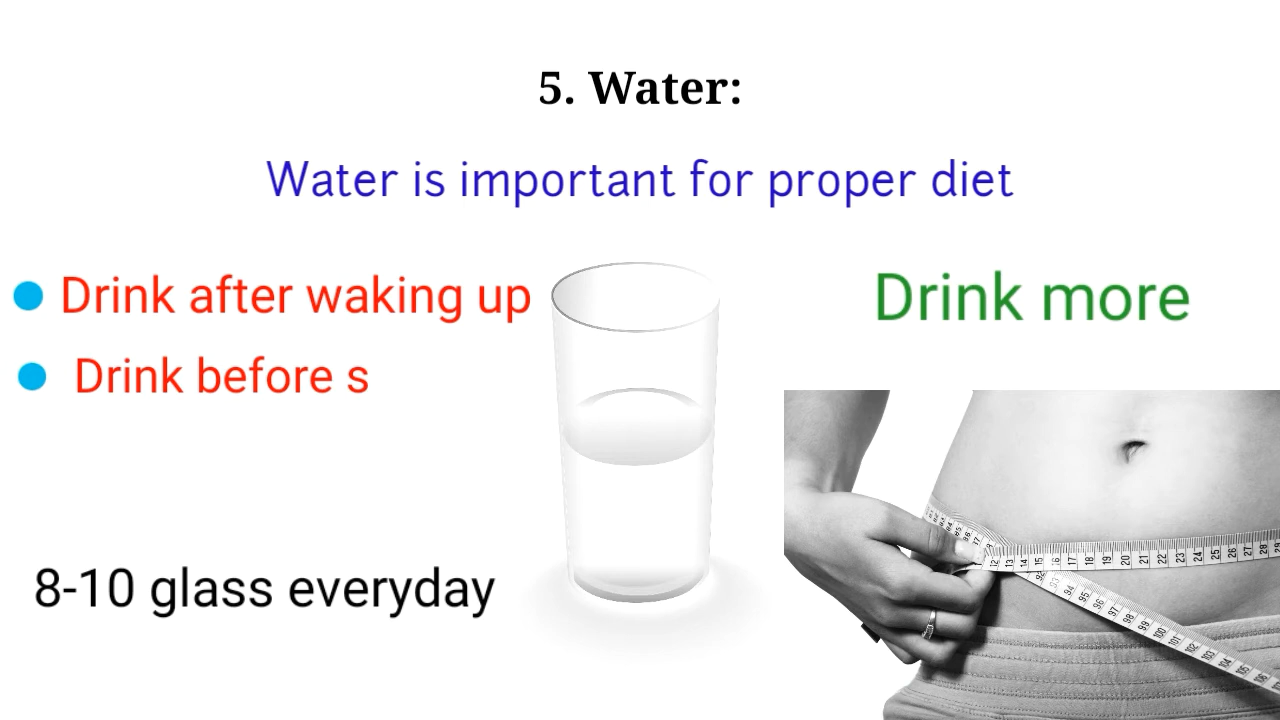 5. Water:
Water is important for proper diet
Drink after waking up
Drink before s
8-10 glass everyday
Drink more